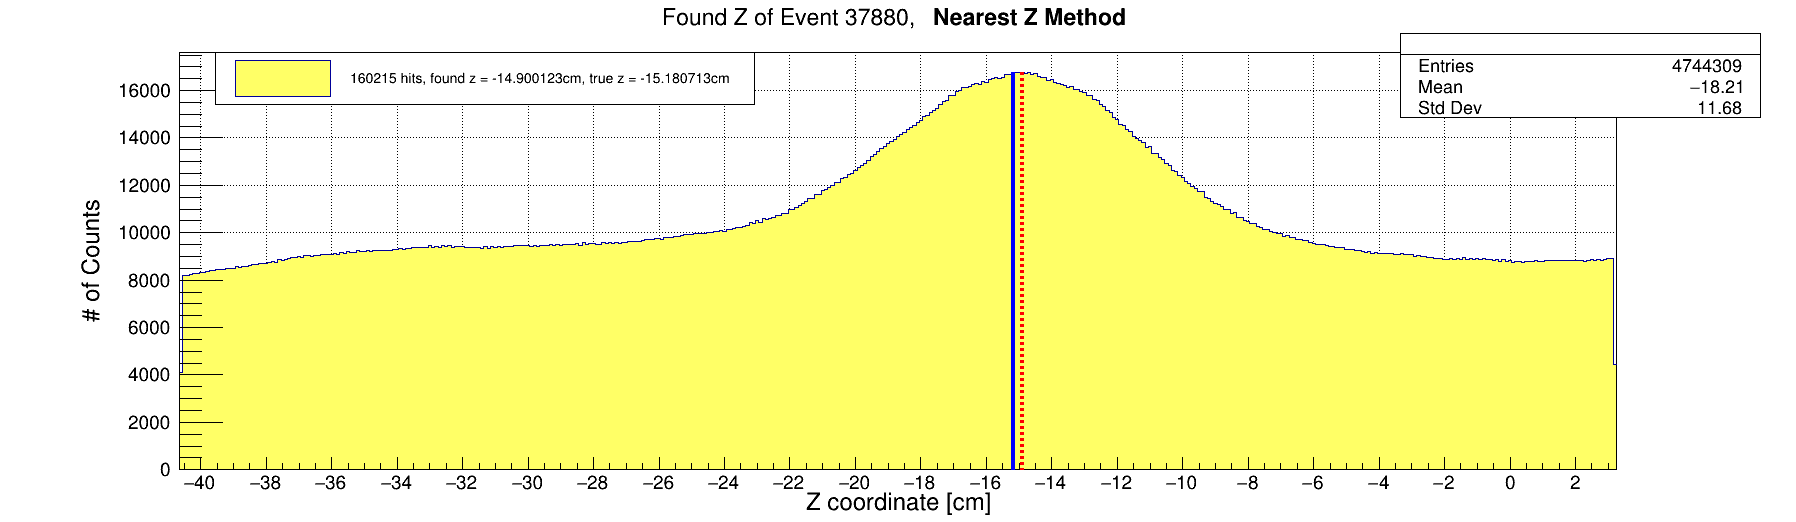 Found Z of Event 37880, Nearest Z Method
160215 hits, found z = -14.900123cm, true z = -15.180713cm
Entries 4744309
Mean −18.21
Std Dev 11.68
# of Counts
16000
14000
12000
10000
8000
6000
4000
2000
0
−40 −38 −36 −34 −32 −30 −28 −26 −24 −22 −20 −18 −16 −14 −12 −10 −8 −6 −4 −2 0 2
Z coordinate [cm]